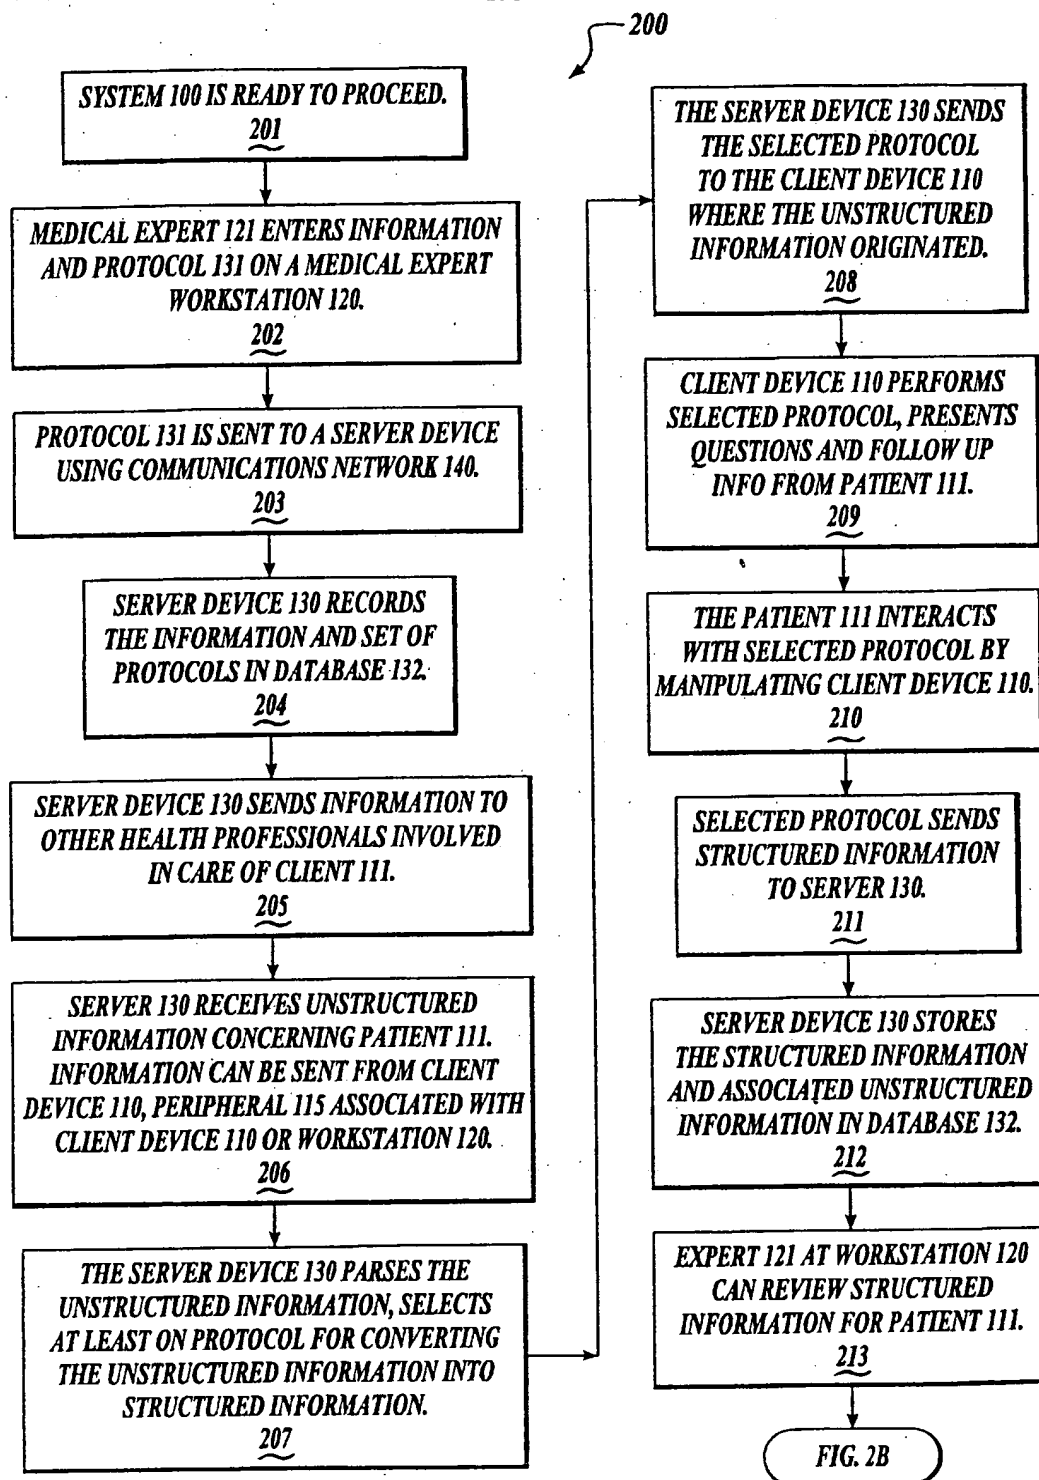 200
SYSTEM 100 IS READY TO PROCEED.
201
MEDICAL EXPERT 121 ENTERS INFORMATION
AND PROTOCOL 131 ON A MEDICAL EXPERT
WORKSTATION 120.
202
PROTOCOL 131 IS SENT TO A SERVER DEVICE
USING COMMUNICATIONS NETWORK 140.
203
SERVER DEVICE 130 RECORDS
THE INFORMATION AND SET OF
PROTOCOLS IN DATABASE 132.
204
SERVER DEVICE 130 SENDS INFORMATION TO
OTHER HEALTH PROFESSIONALS INVOLVED
IN CARE OF CLIENT 111.
205
SERVER 130 RECEIVES UNSTRUCTURED
INFORMATION CONCERNING PATIENT 111.
INFORMATION CAN BE SENT FROM CLIENT
DEVICE 110, PERIPHERAL 115 ASSOCIATED WITH
CLIENT DEVICE 110 OR WORKSTATION 120.
206
THE SERVER DEVICE 130 PARSES THE
UNSTRUCTURED INFORMATION, SELECTS
AT LEAST ON PROTOCOL FOR CONVERTING
THE UNSTRUCTURED INFORMATION INTO
STRUCTURED INFORMATION.
207
THE SERVER DEVICE 130 SENDS
THE SELECTED PROTOCOL
TO THE CLIENT DEVICE 110
WHERE THE UNSTRUCTURED
INFORMATION ORIGINATED.
208
CLIENT DEVICE 110 PERFORMS
SELECTED PROTOCOL, PRESENTS
QUESTIONS AND FOLLOW UP
INFO FROM PATIENT 111.
209
THE PATIENT 111 INTERACTS
WITH SELECTED PROTOCOL BY
MANIPULATING CLIENT DEVICE 110.
210
SELECTED PROTOCOL SENDS
STRUCTURED INFORMATION
TO SERVER 130.
211
SERVER DEVICE 130 STORES
THE STRUCTURED INFORMATION
AND ASSOCIATED UNSTRUCTURED
INFORMATION IN DATABASE 132.
212
EXPERT 121 AT WORKSTATION 120
CAN REVIEW STRUCTURED
INFORMATION FOR PATIENT 111.
213
FIG. 2B